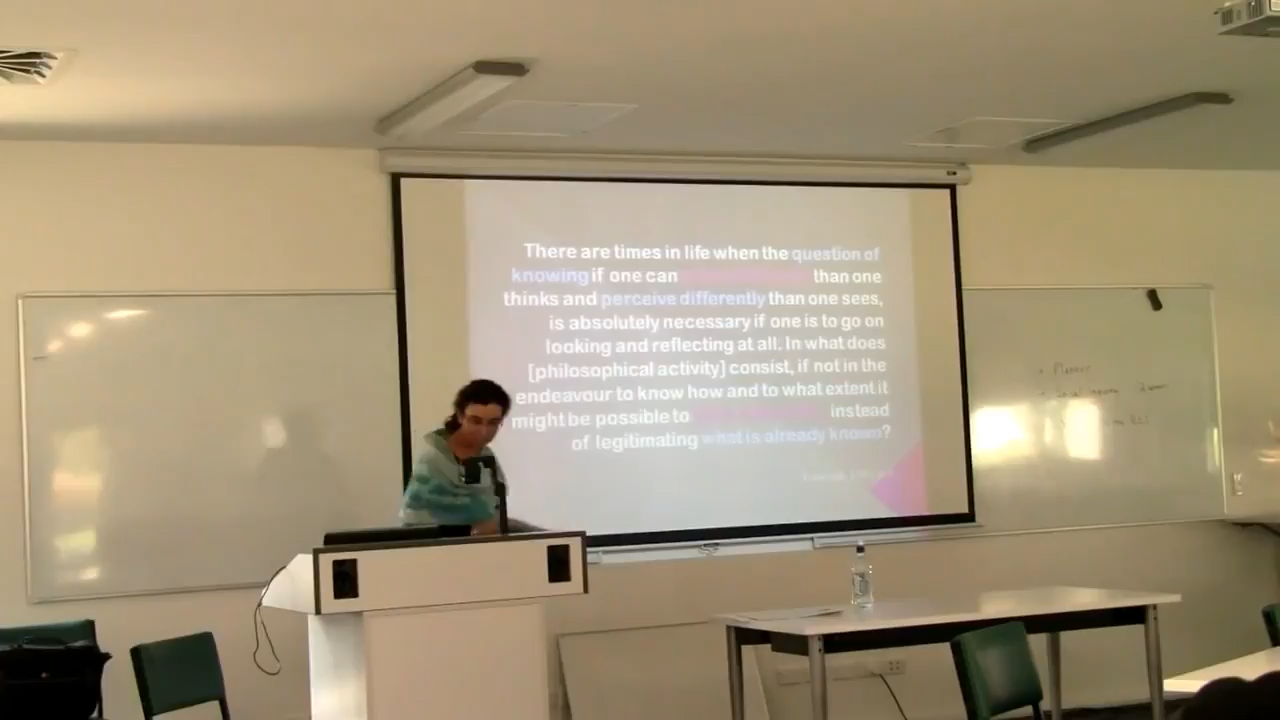 There are times in life when the question of
knowing if one can than one
thinks and perceive differently than one sees,
is absolutely necessary if one is to go on
looking and reflecting at all. In what does
[philosophical activity] consist, if not in the
endeavour to know how and to what extent it
might be possible to instead
of legitimating what is already known?